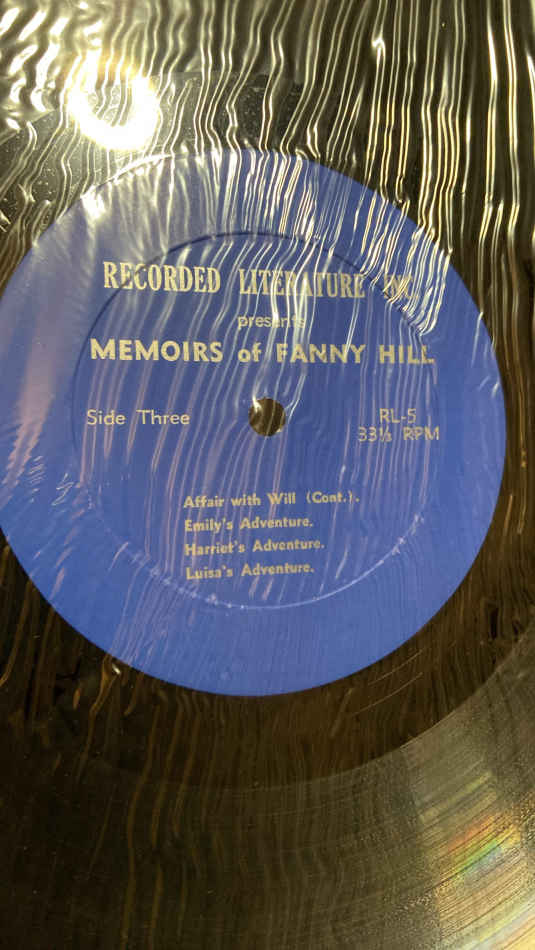 RECORDED LITERATURE INC.
presents
MEMOIRS of FANNY HILL
Side Three
RL-5
33⅓ RPM
Affair with Will (Cont.).
Emily's Adventure.
Harriet's Adventure.
Luisa's Adventure.